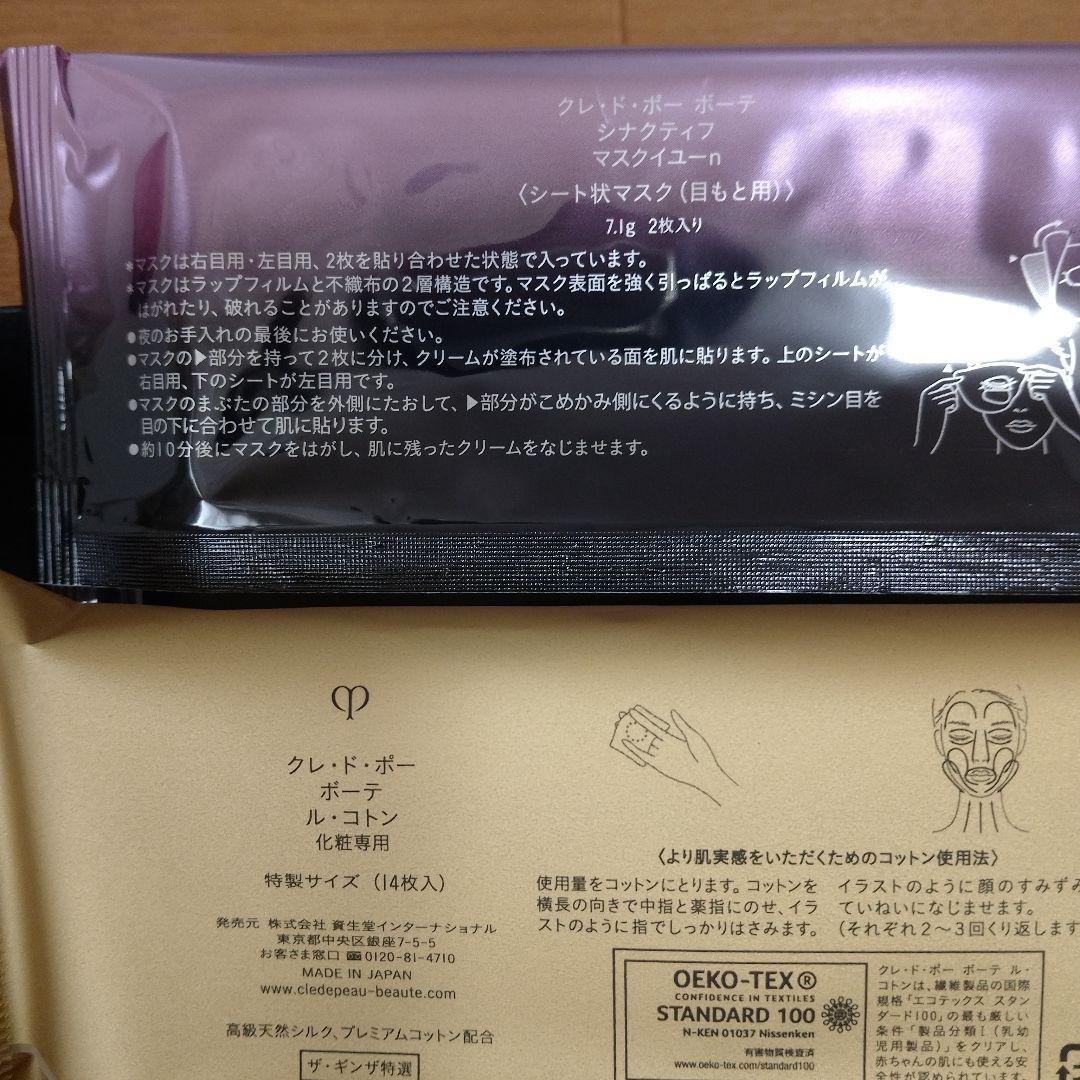 クレ・ド・ポー ボーテ
シナクティフ
マスクイユーn
〈シート状マスク(目もと用)〉
7.1g 2枚入り
*マスクは右目用・左目用、2枚を貼り合わせた状態で入っています。
*マスクはラップフィルムと不織布の2層構造です。マスク表面を強く引っぱるとラップフィルムが
はがれたり、破れることがありますのでご注意ください。
●夜のお手入れの最後にお使いください。
●マスクの▶部分を持って2枚に分け、クリームが塗布されている面を肌に貼ります。上のシートが
右目用、下のシートが左目用です。
●マスクのまぶたの部分を外側にたおして、▶部分がこめかみ側にくるように持ち、ミシン目を
目の下に合わせて肌に貼ります。
●約10分後にマスクをはがし、肌に残ったクリームをなじませます。
クレ・ド・ポー
ボーテ
ル・コトン
化粧専用
特製サイズ (14枚入)
発売元 株式会社 資生堂インターナショナル
東京都中央区銀座7-5-5
お客さま窓口 ☎0120-81-4710
MADE IN JAPAN
www.cledepeau-beaute.com
高級天然シルク、プレミアムコットン配合
ザ・ギンザ特選
〈より肌実感をいただくためのコットン使用法〉
使用量をコットンにとります。コットンを
横長の向きで中指と薬指にのせ、イラ
ストのように指でしっかりはさみます。
イラストのように顔のすみずみ
ていねいになじませます。
(それぞれ2〜3回くり返します
OEKO-TEX®
CONFIDENCE IN TEXTILES
STANDARD 100
N-KEN 01037 Nissenken
有害物質検査済
www.oeko-tex.com/standard100
クレ・ド・ポー ボーテ ル・
コトンは、繊維製品の国際
規格「エコテックス スタン
ダード100」の最も厳しい
条件「製品分類I(乳幼
児用製品)」をクリアし、
赤ちゃんの肌にも使える安
全性が認められています。